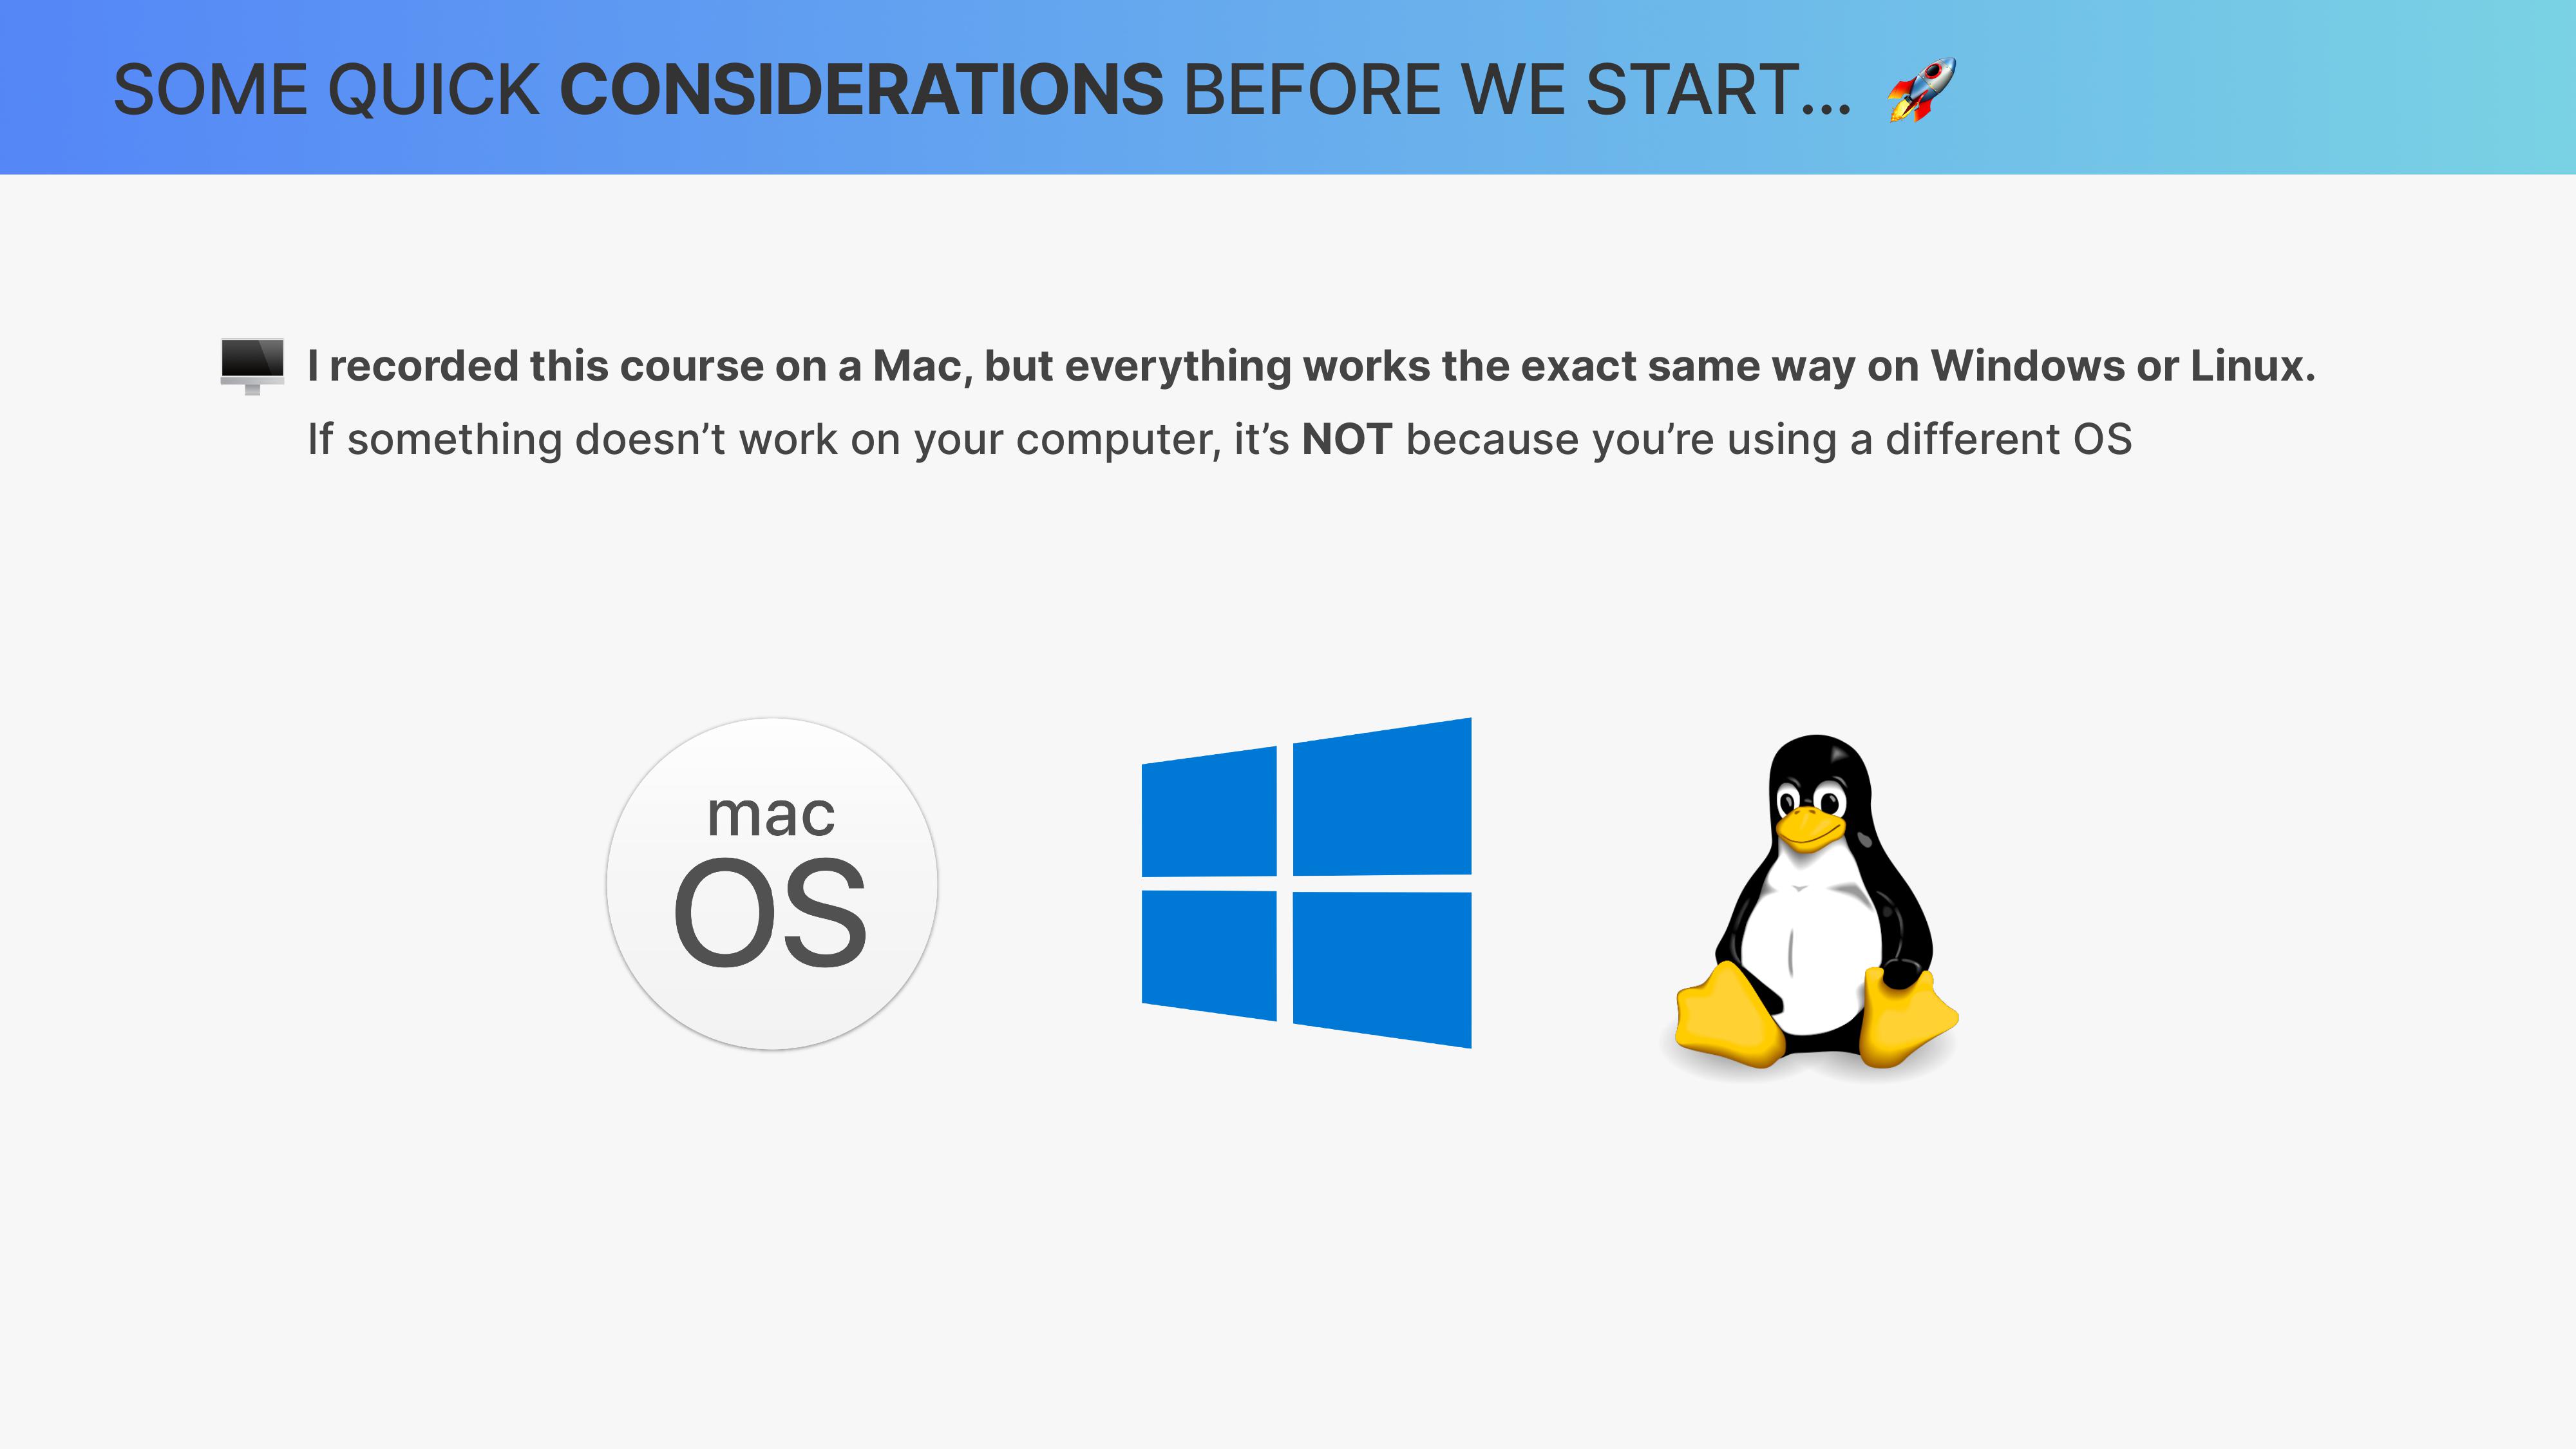 SOME QUICK CONSIDERATIONS BEFORE WE START... 🚀
I recorded this course on a Mac, but everything works the exact same way on Windows or Linux.
If something doesn’t work on your computer, it’s NOT because you’re using a different OS
mac
OS